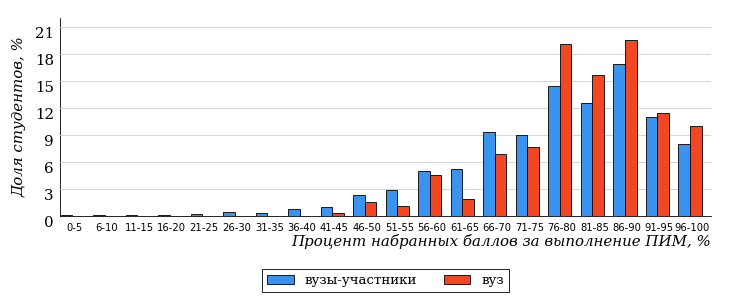 Доля студентов, %
21
18
15
12
9
6
3
0
0-5 6-10 11-15 16-20 21-25 26-30 31-35 36-40 41-45 46-50 51-55 56-60 61-65 66-70 71-75 76-80 81-85 86-90 91-95 96-100
Процент набранных баллов за выполнение ПИМ, %
вузы-участники вуз